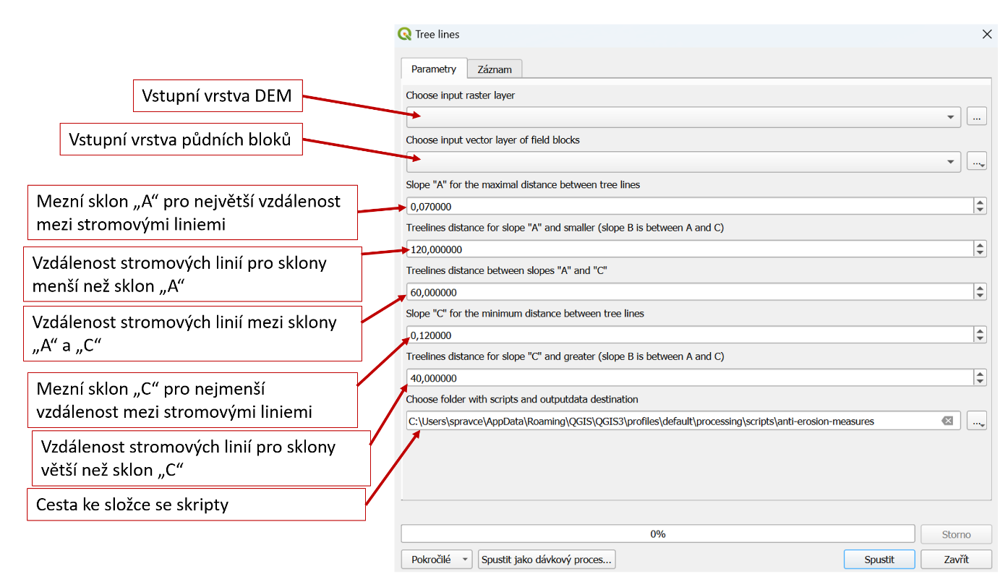 Vstupní vrstva DEM
Vstupní vrstva půdních bloků
Mezní sklon „A“ pro největší vzdálenost
mezi stromovými liniemi
Vzdálenost stromových linií pro sklony
menší než sklon „A“
Vzdálenost stromových linií mezi sklony
„A“ a „C“
Mezní sklon „C“ pro nejmenší
vzdálenost mezi stromovými liniemi
Vzdálenost stromových linií pro sklony
větší než sklon „C“
Cesta ke složce se skripty
Tree lines
Parametry
Záznam
Choose input raster layer
...
Choose input vector layer of field blocks
...
Slope "A" for the maximal distance between tree lines
0,070000
Treelines distance for slope "A" and smaller (slope B is between A and C)
120,000000
Treelines distance between slopes "A" and "C"
60,000000
Slope "C" for the minimum distance between tree lines
0,120000
Treelines distance for slope "C" and greater (slope B is between A and C)
40,000000
Choose folder with scripts and outputdata destination
C:\Users\spravce\AppData\Roaming\QGIS\QGIS3\profiles\default\processing\scripts\anti-erosion-measures
...
0%
Storno
Pokročilé
Spustit jako dávkový proces...
Spustit
Zavřít